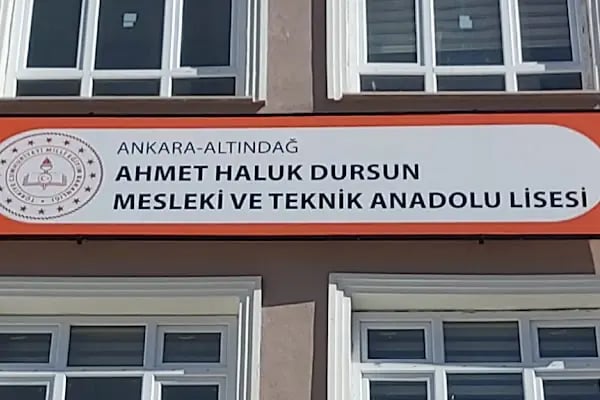 ANKARA-ALTINDAĞ
AHMET HALUK DURSUN
MESLEKİ VE TEKNİK ANADOLU LİSESİ